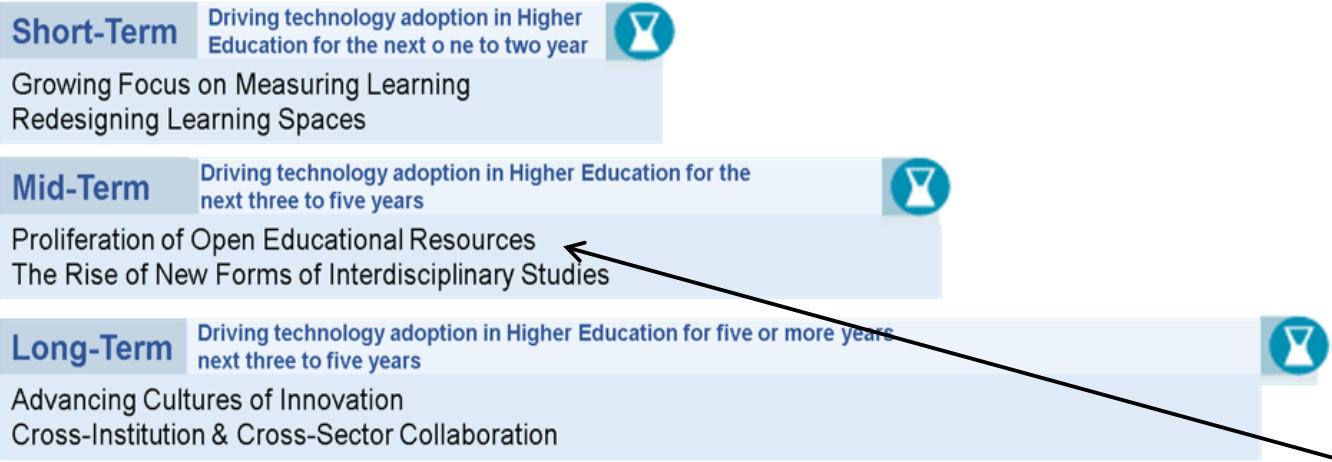 Short-Term
Driving technology adoption in Higher
Education for the next o ne to two year
Growing Focus on Measuring Learning
Redesigning Learning Spaces
Mid-Term
Driving technology adoption in Higher Education for the
next three to five years
Proliferation of Open Educational Resources
The Rise of New Forms of Interdisciplinary Studies
Long-Term
Driving technology adoption in Higher Education for five or more years
next three to five years
Advancing Cultures of Innovation
Cross-Institution & Cross-Sector Collaboration